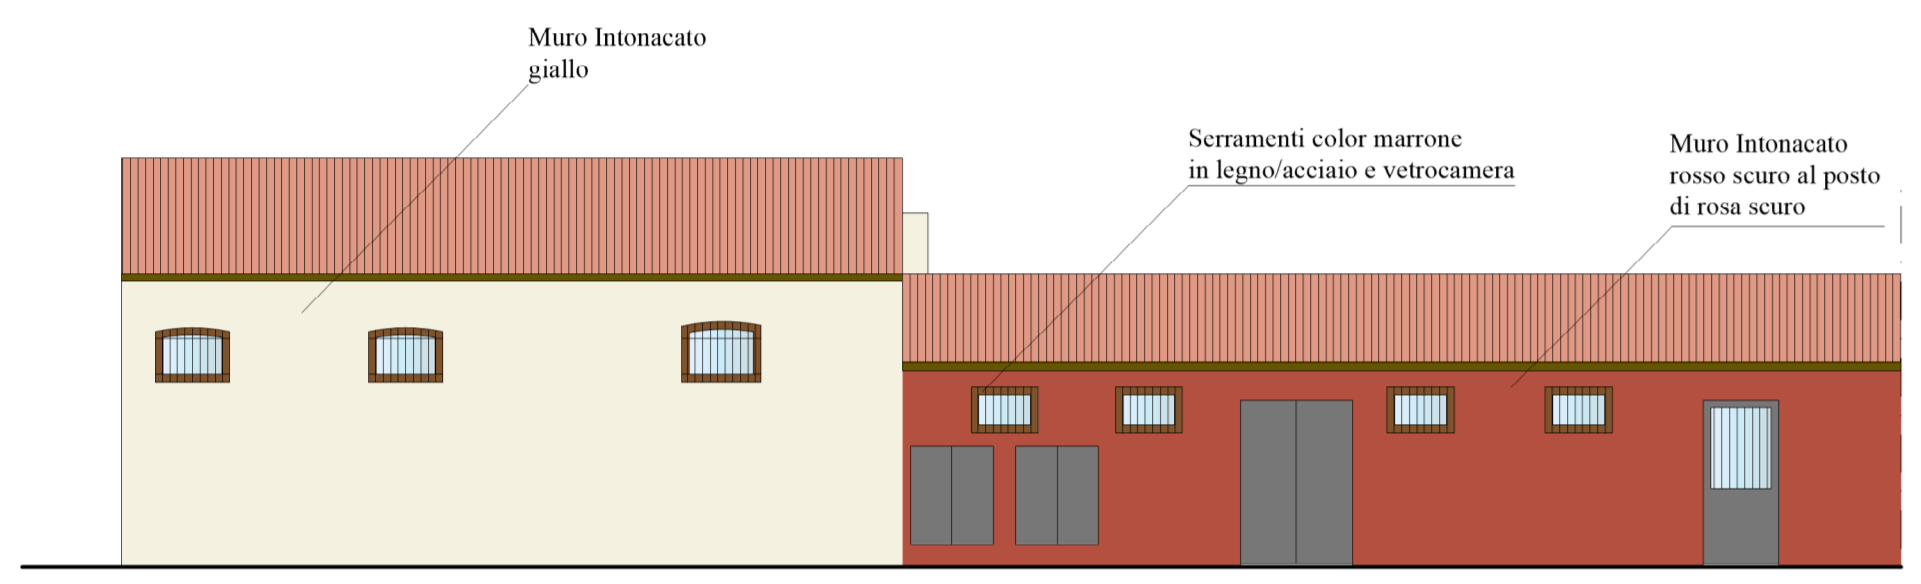 Muro Intonacato
giallo
Serramenti color marrone
in legno/acciaio e vetrocamera
Muro Intonacato
rosso scuro al posto
di rosa scuro